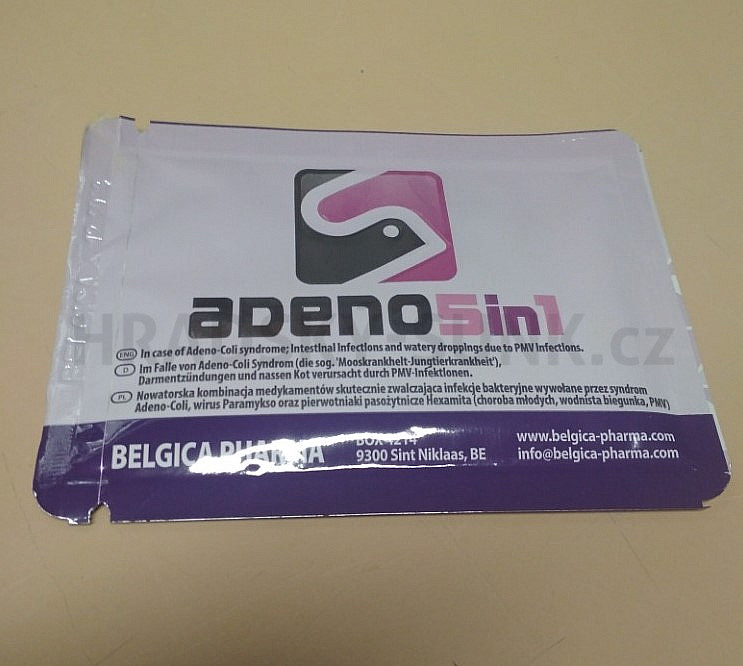 ADENO5in1
ENG In case of Adeno-Coli syndrome; Intestinal Infections and watery droppings due to PMV Infections.
D Im Falle von Adeno-Coli Syndrom (die sog. 'Mooskrankheit-Jungtierkrankheit'),
Darmentzündungen und nassen Kot verursacht durch PMV-Infektionen.
PL Nowatorska kombinacja medykamentów skutecznie zwalczająca infekcje bakteryjne wywołane przez syndrom
Adeno-Coli, wirus Paramykso oraz pierwotniaki pasożytnicze Hexamita (choroba młodych, wodnista biegunka, PMV)
BELGICA PHARMA
BOX 4214
9300 Sint Niklaas, BE
www.belgica-pharma.com
info@belgica-pharma.com